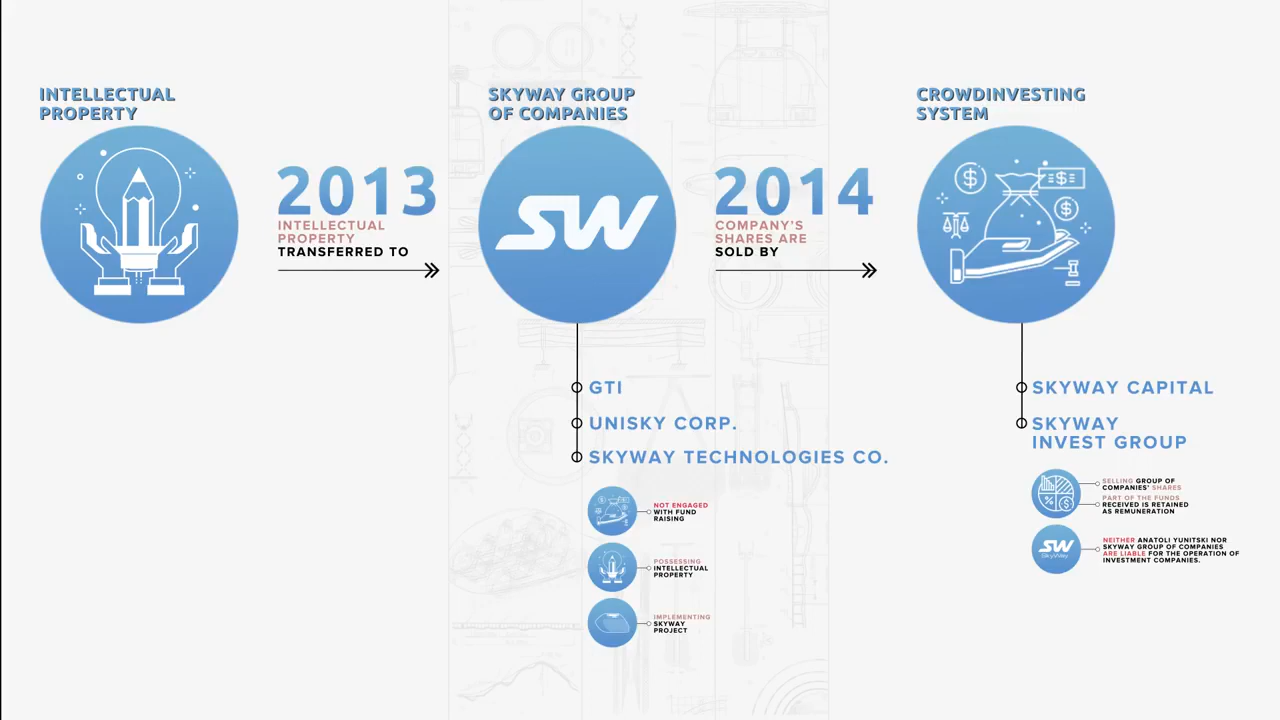 INTELLECTUAL
PROPERTY
2013
INTELLECTUAL
PROPERTY
TRANSFERRED TO
SKYWAY GROUP
OF COMPANIES
SW
2014
COMPANY'S
SHARES ARE
SOLD BY
CROWDINVESTING
SYSTEM
GTI
UNISKY CORP.
SKYWAY TECHNOLOGIES CO.
NOT ENGAGED
WITH FUND
RAISING
POSSESSING
INTELLECTUAL
PROPERTY
IMPLEMENTING
SKYWAY
PROJECT
SKYWAY CAPITAL
SKYWAY
INVEST GROUP
SELLING GROUP OF
COMPANIES' SHARES
PART OF THE FUNDS
RECEIVED IS RETAINED
AS REMUNERATION
SW
SkyWay
NEITHER ANATOLI YUNITSKI NOR
SKYWAY GROUP OF COMPANIES
ARE LIABLE FOR THE OPERATION OF
INVESTMENT COMPANIES.